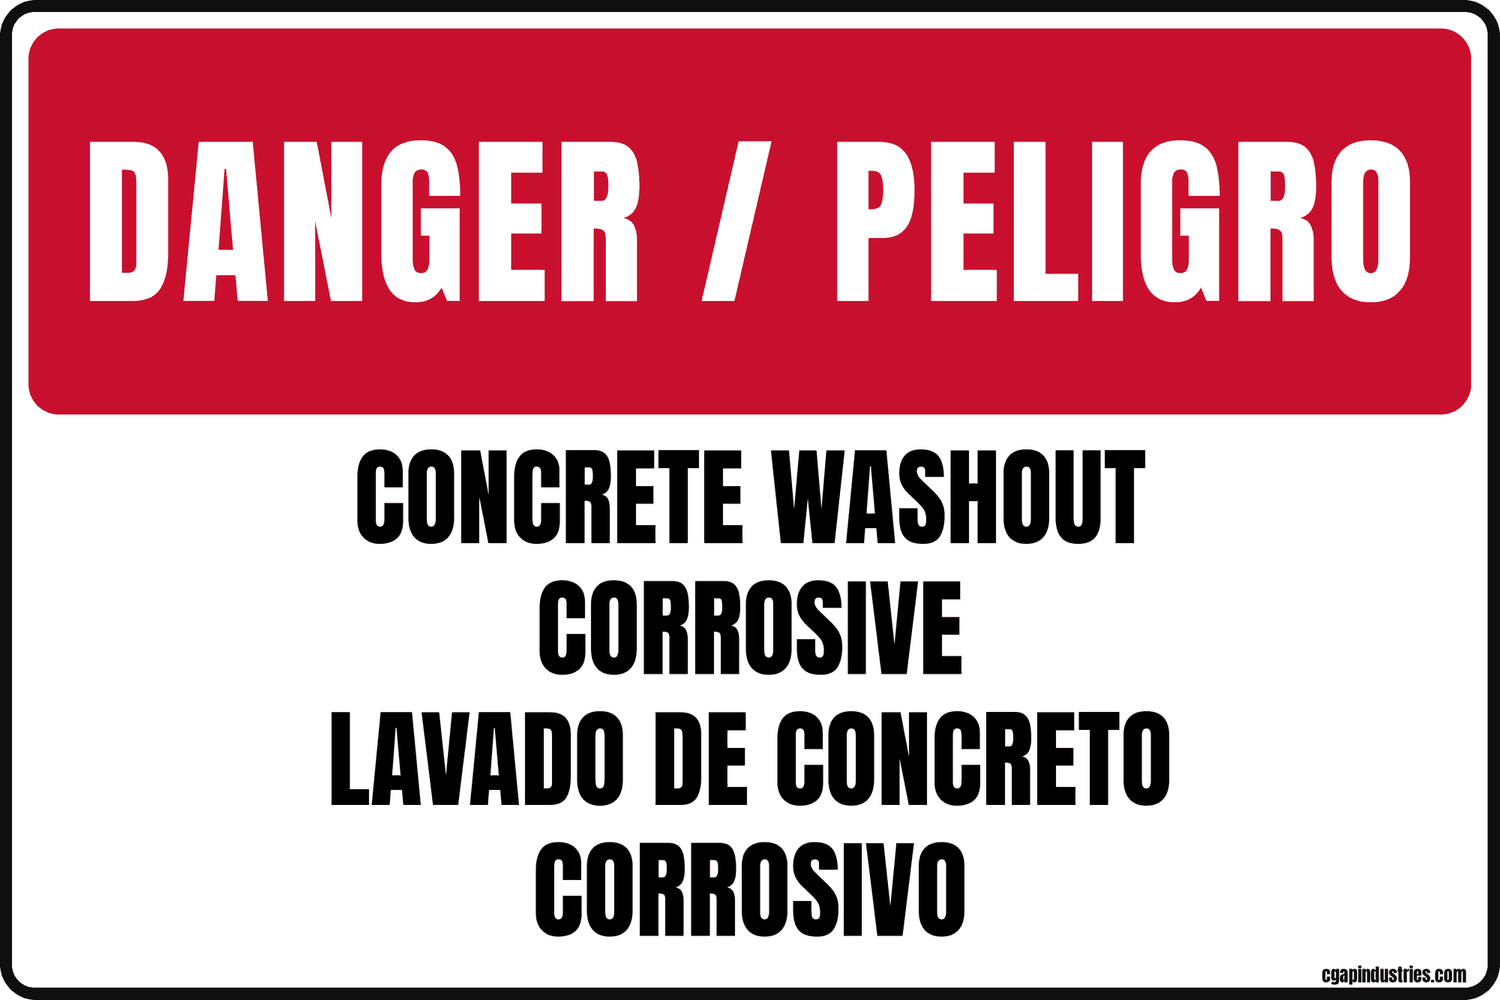 DANGER / PELIGRO
CONCRETE WASHOUT
CORROSIVE
LAVADO DE CONCRETO
CORROSIVO
cgapindustries.com